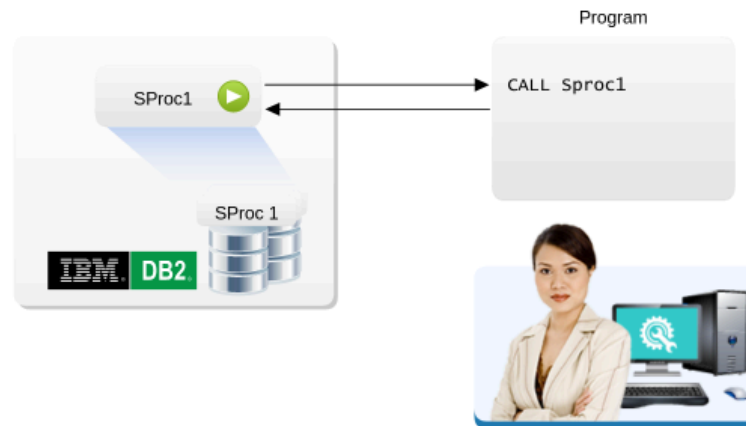 Program
SProc1
CALL Sproc1
SProc 1
IBM. DB2.